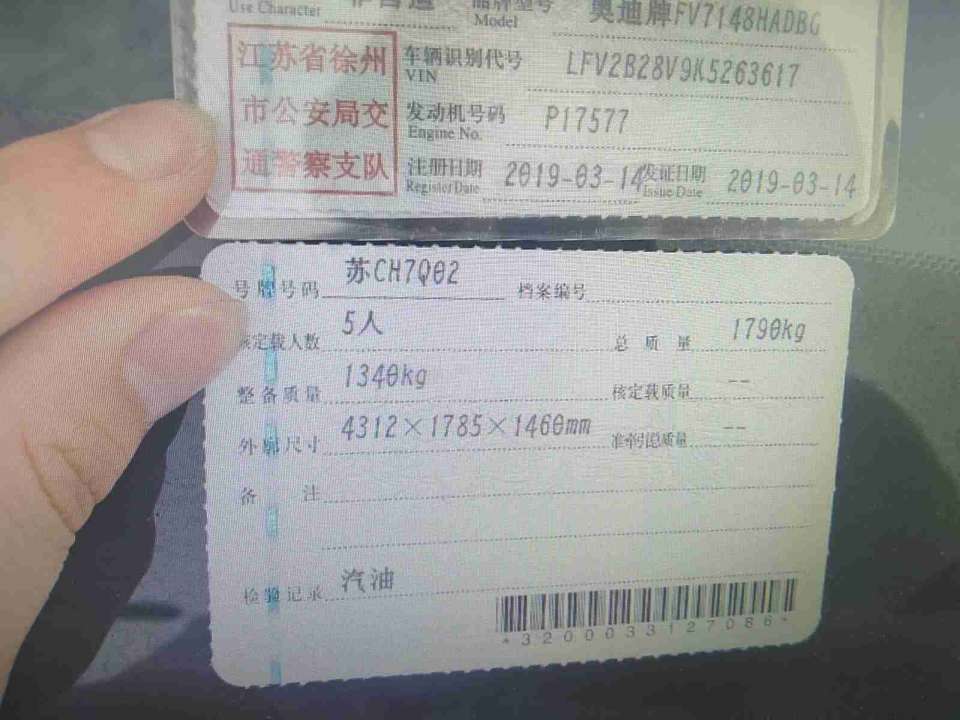 Use Character
品牌型号 奥迪牌FV7148HADBG
Model
江苏省徐州
市公安局交
通警察支队
车辆识别代号 LFV2B28V9K5263617
VIN
发动机号码 P17577
Engine No.
注册日期 2019-03-14 发证日期 2019-03-14
Register Date Issue Date
号牌号码 苏CH7Q02 档案编号
核定载人数 5人 总质量 1790kg
整备质量 1340kg 核定载质量 --
外廓尺寸 4312×1785×1460mm 准牵引总质量 --
备注
检验记录 汽油
*3200033127086*